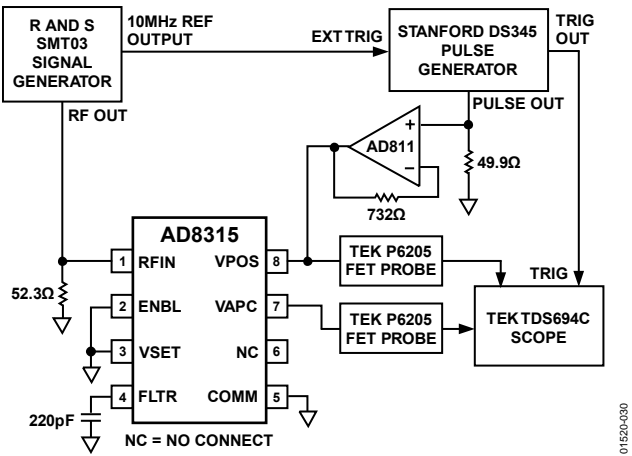 R AND S
SMT03
SIGNAL
GENERATOR
10MHz REF
OUTPUT
EXT TRIG
STANFORD DS345
PULSE
GENERATOR
TRIG
OUT
RF OUT
PULSE OUT
+
AD811
–
49.9Ω
732Ω
AD8315
52.3Ω
1 RFIN
VPOS 8
TEK P6205
FET PROBE
TRIG
2 ENBL
VAPC 7
TEK P6205
FET PROBE
TEK TDS694C
SCOPE
3 VSET
NC 6
4 FLTR
COMM 5
220pF
NC = NO CONNECT
01520-030